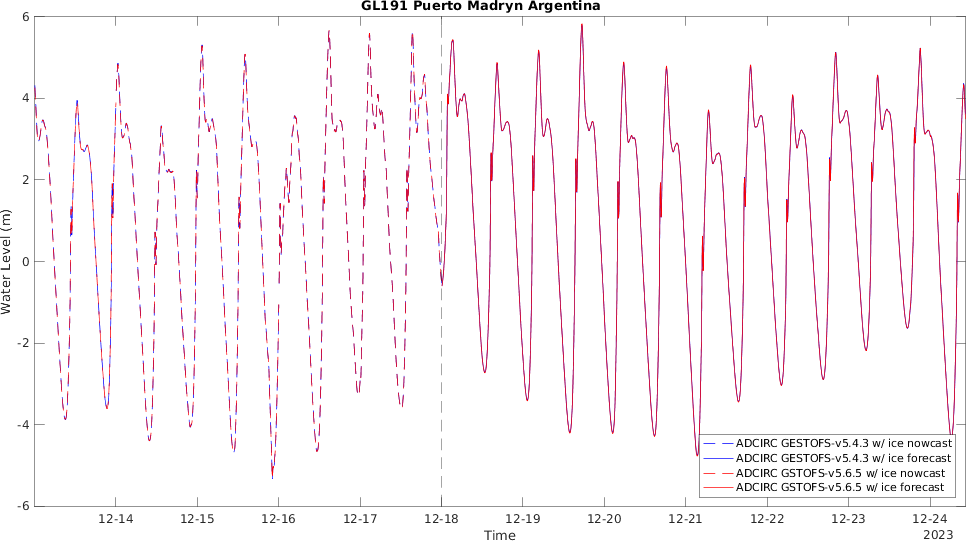 GL191 Puerto Madryn Argentina
6
4
2
0
-2
-4
-6
Water Level (m)
12-14
12-15
12-16
12-17
12-18
12-19
12-20
12-21
12-22
12-23
12-24
2023
Time
ADCIRC GESTOFS-v5.4.3 w/ ice nowcast
ADCIRC GESTOFS-v5.4.3 w/ ice forecast
ADCIRC GSTOFS-v5.6.5 w/ ice nowcast
ADCIRC GSTOFS-v5.6.5 w/ ice forecast